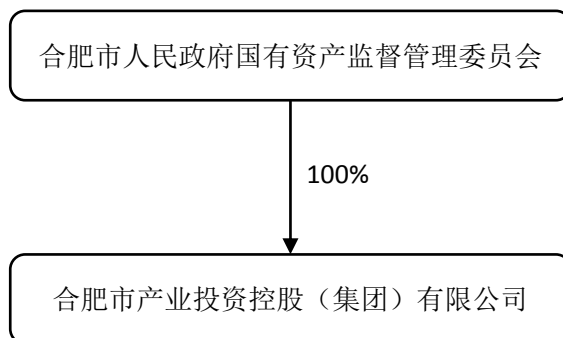 合肥市人民政府国有资产监督管理委员会
100%
合肥市产业投资控股（集团）有限公司